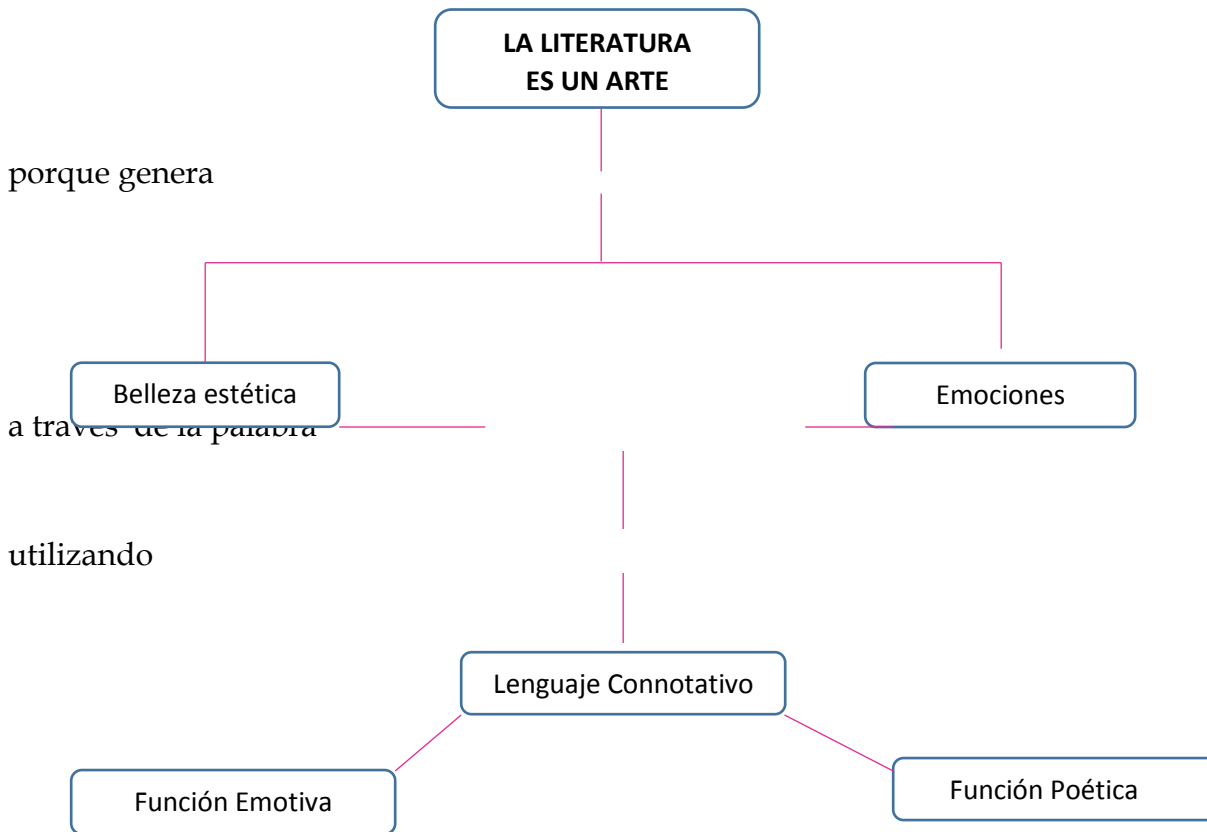 LA LITERATURA
ES UN ARTE
porque genera
Belleza estética
Emociones
a través de la palabra
utilizando
Lenguaje Connotativo
Función Emotiva
Función Poética